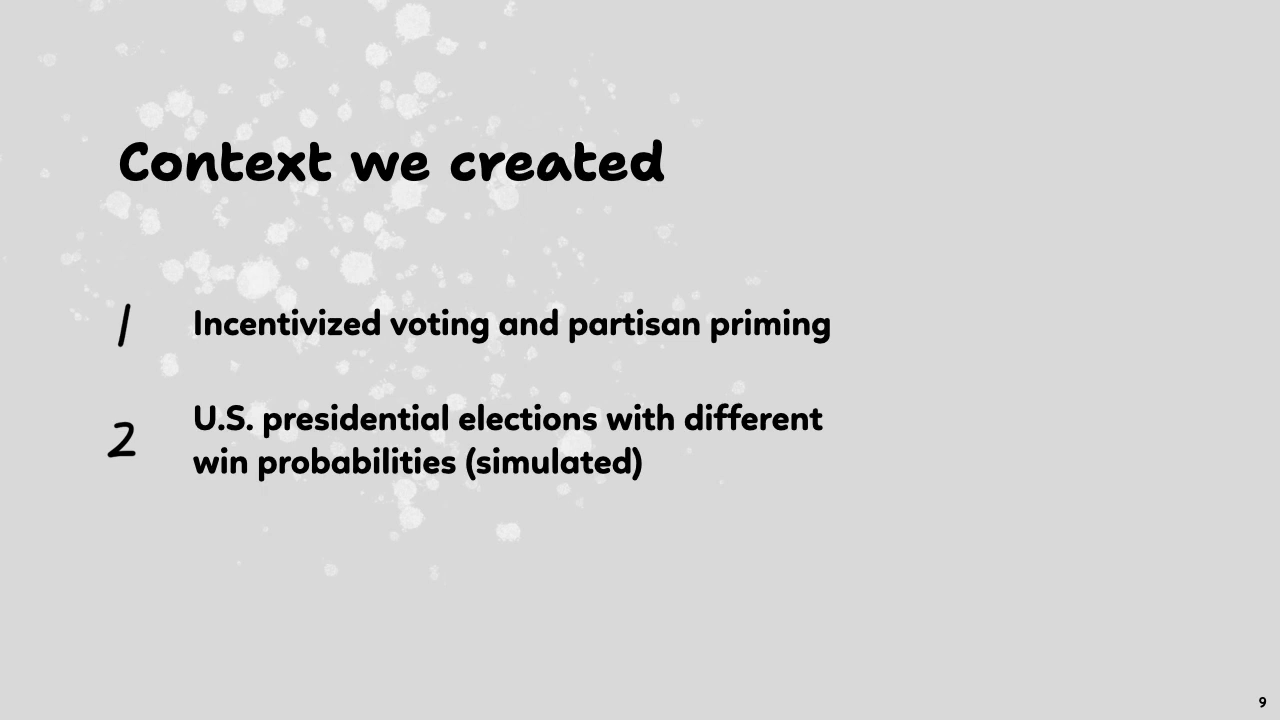 Context we created
1
Incentivized voting and partisan priming
2
U.S. presidential elections with different
win probabilities (simulated)
9